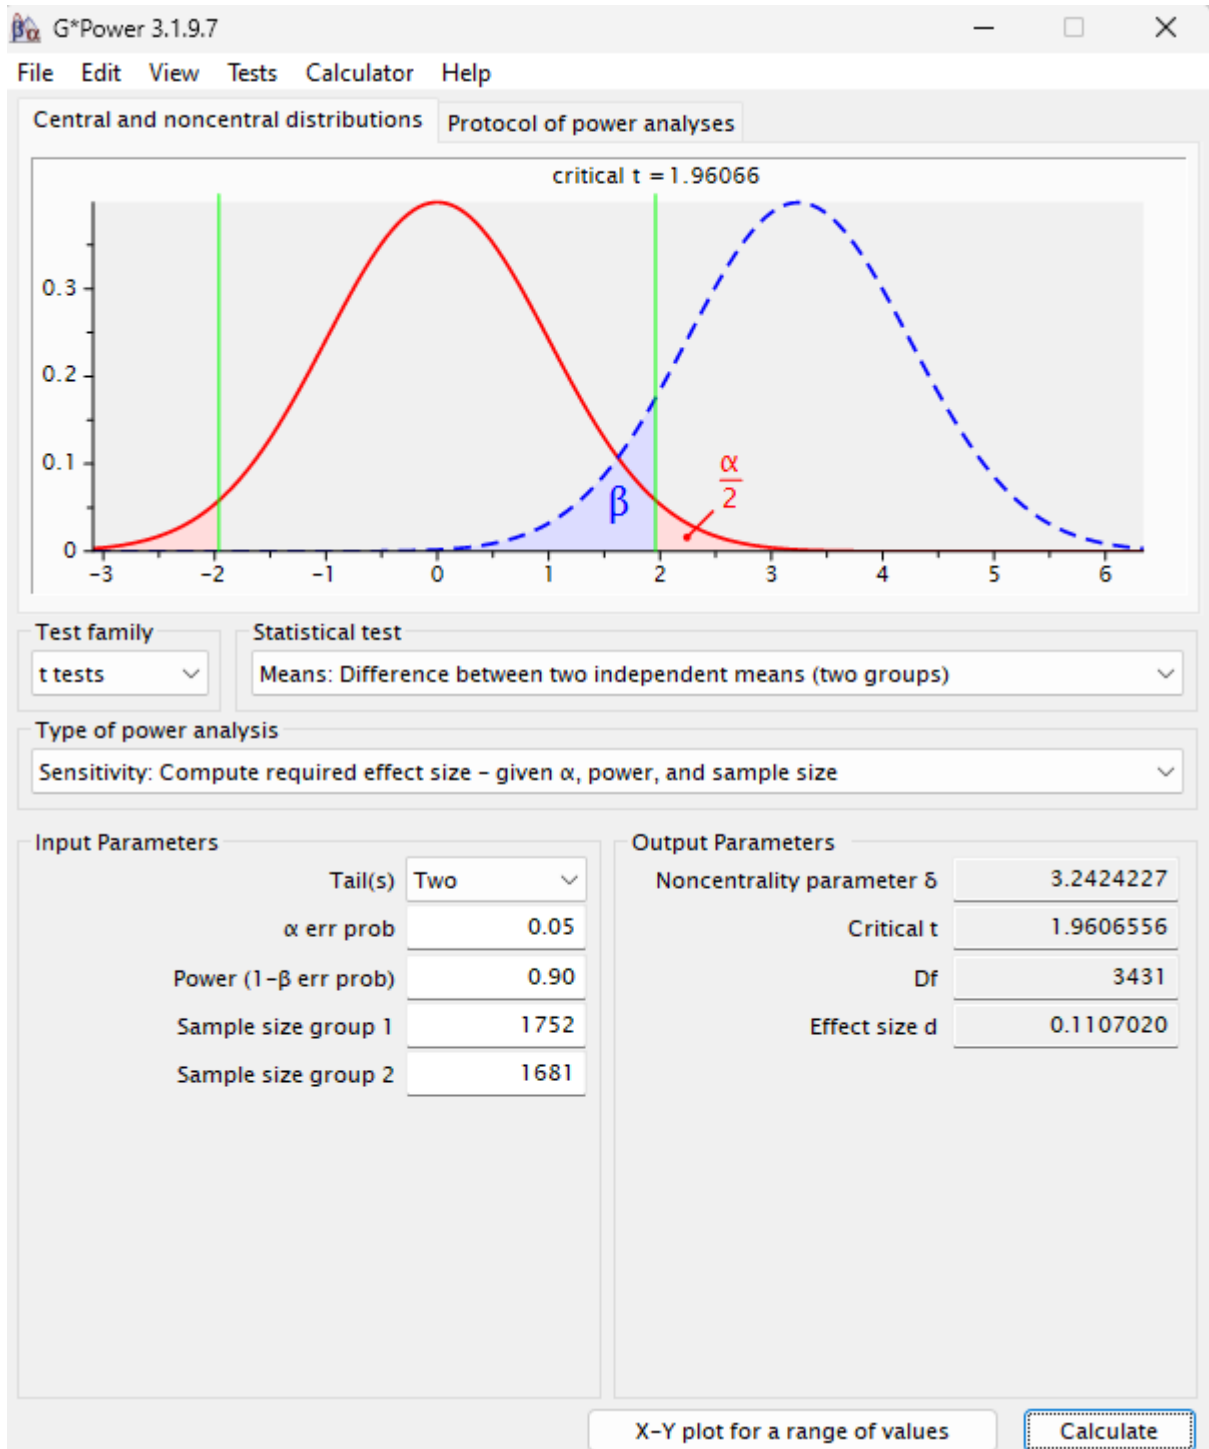 G*Power 3.1.9.7
File Edit View Tests Calculator Help
Central and noncentral distributions Protocol of power analyses
critical t = 1.96066
0.3
0.2
0.1
0
β
α
2
-3 -2 -1 0 1 2 3 4 5 6
Test family Statistical test
t tests Means: Difference between two independent means (two groups)
Type of power analysis
Sensitivity: Compute required effect size – given α, power, and sample size
Input Parameters Output Parameters
Tail(s) Two Noncentrality parameter δ 3.2424227
α err prob 0.05 Critical t 1.9606556
Power (1-β err prob) 0.90 Df 3431
Sample size group 1 1752 Effect size d 0.1107020
Sample size group 2 1681
X-Y plot for a range of values Calculate